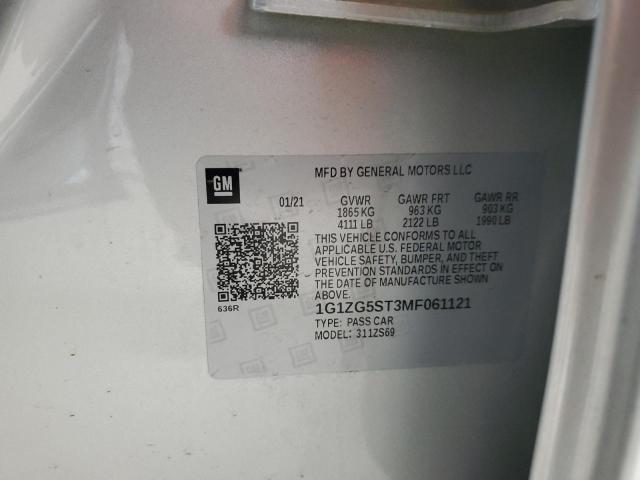 GM
MFD BY GENERAL MOTORS LLC
01/21 GVWR GAWR FRT GAWR RR
1865 KG 963 KG 903 KG
4111 LB 2122 LB 1990 LB
THIS VEHICLE CONFORMS TO ALL
APPLICABLE U.S. FEDERAL MOTOR
VEHICLE SAFETY, BUMPER, AND THEFT
PREVENTION STANDARDS IN EFFECT ON
THE DATE OF MANUFACTURE SHOWN
ABOVE.
636R
1G1ZG5ST3MF061121
TYPE: PASS CAR
MODEL: 311ZS69